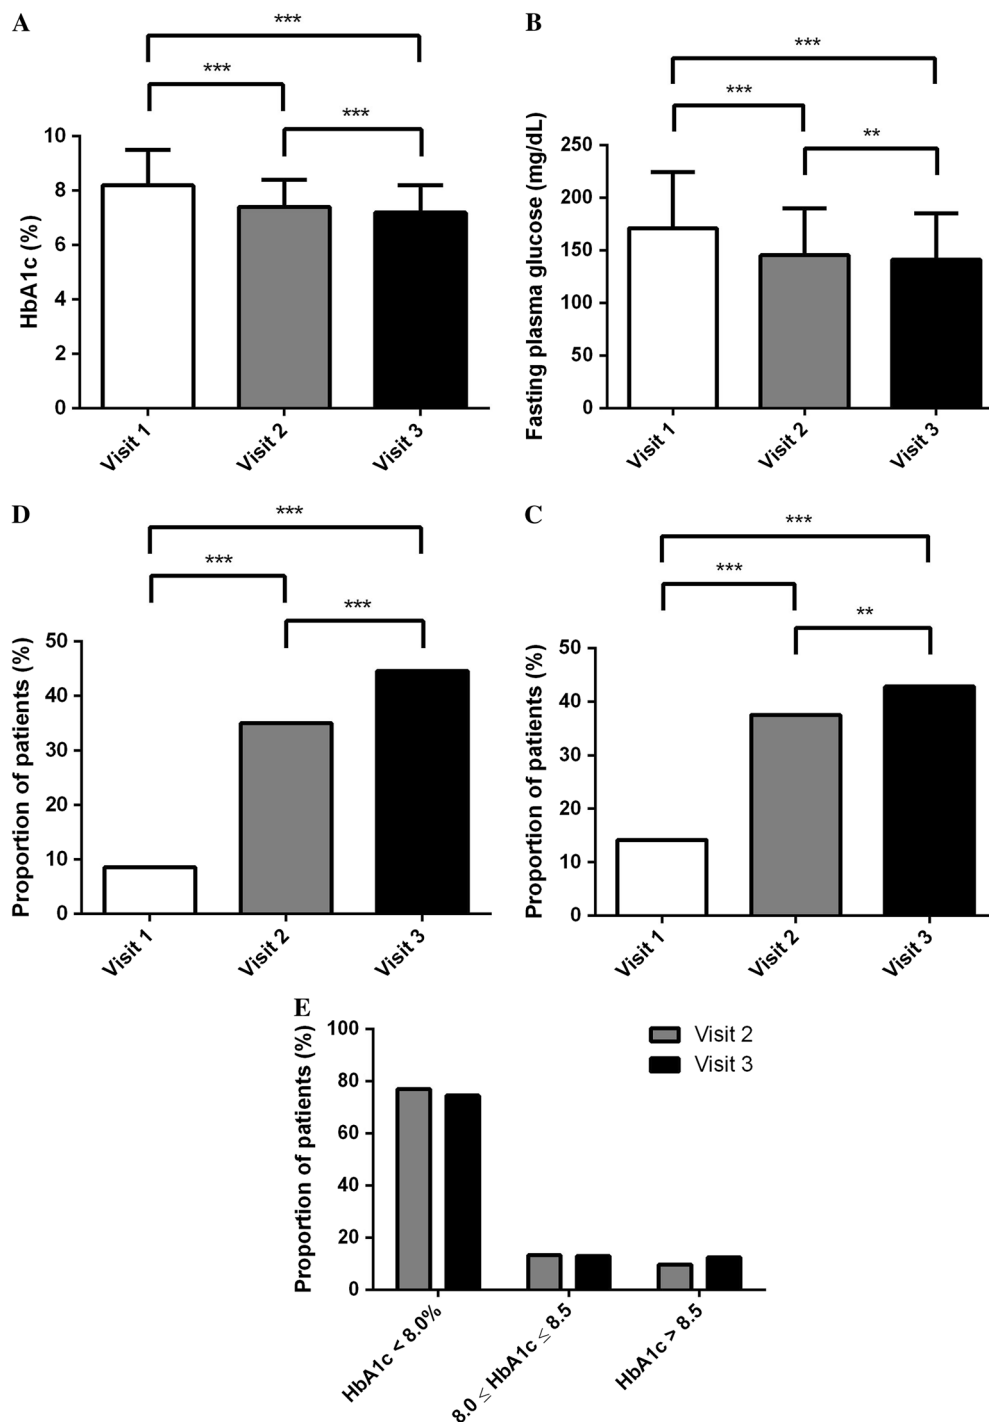 A
***
***
***
HbA1c (%)
10
8
6
4
2
0
Visit 1
Visit 2
Visit 3
B
***
***
**
Fasting plasma glucose (mg/dL)
250
200
150
100
50
0
Visit 1
Visit 2
Visit 3
D
***
***
***
Proportion of patients (%)
50
40
30
20
10
0
Visit 1
Visit 2
Visit 3
C
***
***
**
Proportion of patients (%)
50
40
30
20
10
0
Visit 1
Visit 2
Visit 3
E
Proportion of patients (%)
100
80
60
40
20
0
Visit 2
Visit 3
HbA1c < 8.0%
8.0 ≤ HbA1c ≤ 8.5
HbA1c > 8.5